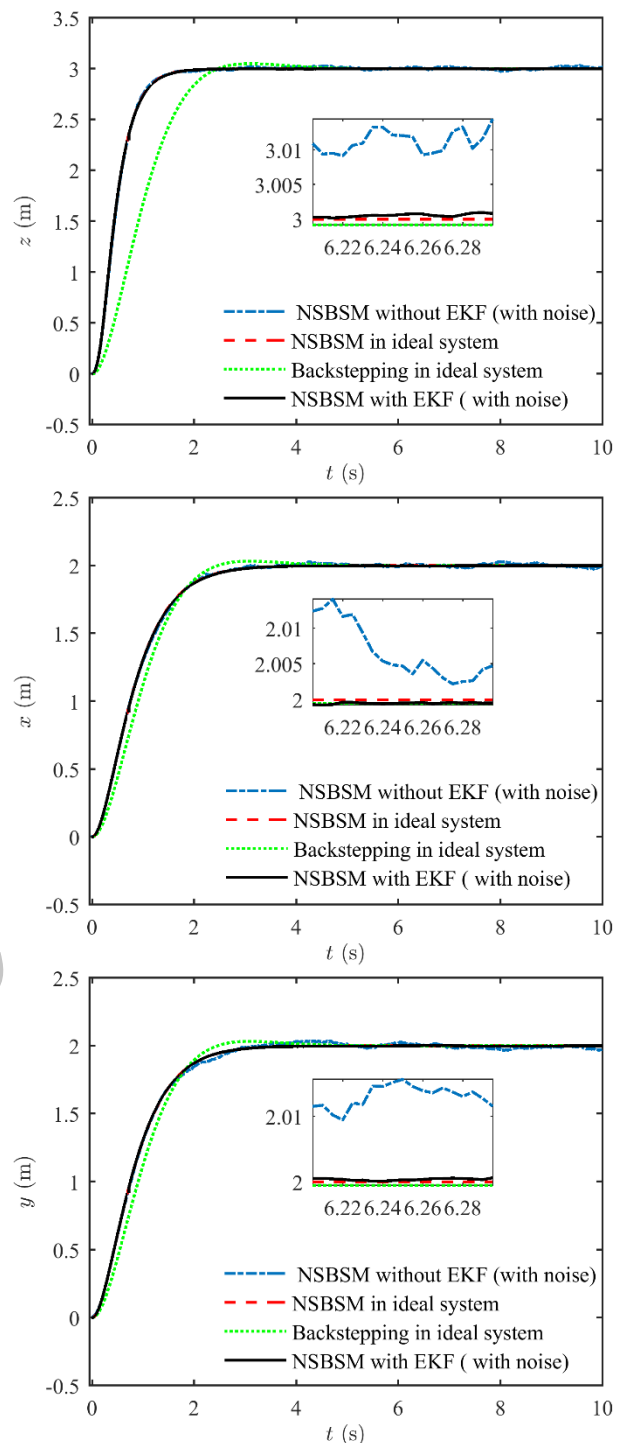 3.5
3
2.5
2
1.5
1
0.5
0
-0.5
z (m)
3.01
3.005
3
6.22 6.24 6.26 6.28
NSBSM without EKF (with noise)
NSBSM in ideal system
Backstepping in ideal system
NSBSM with EKF ( with noise)
0 2 4 6 8 10
t (s)
2.5
2
1.5
1
0.5
0
-0.5
x (m)
2.01
2.005
2
6.22 6.24 6.26 6.28
NSBSM without EKF (with noise)
NSBSM in ideal system
Backstepping in ideal system
NSBSM with EKF ( with noise)
0 2 4 6 8 10
t (s)
2.5
2
1.5
1
0.5
0
-0.5
y (m)
2.01
2
6.22 6.24 6.26 6.28
NSBSM without EKF (with noise)
NSBSM in ideal system
Backstepping in ideal system
NSBSM with EKF ( with noise)
0 2 4 6 8 10
t (s)